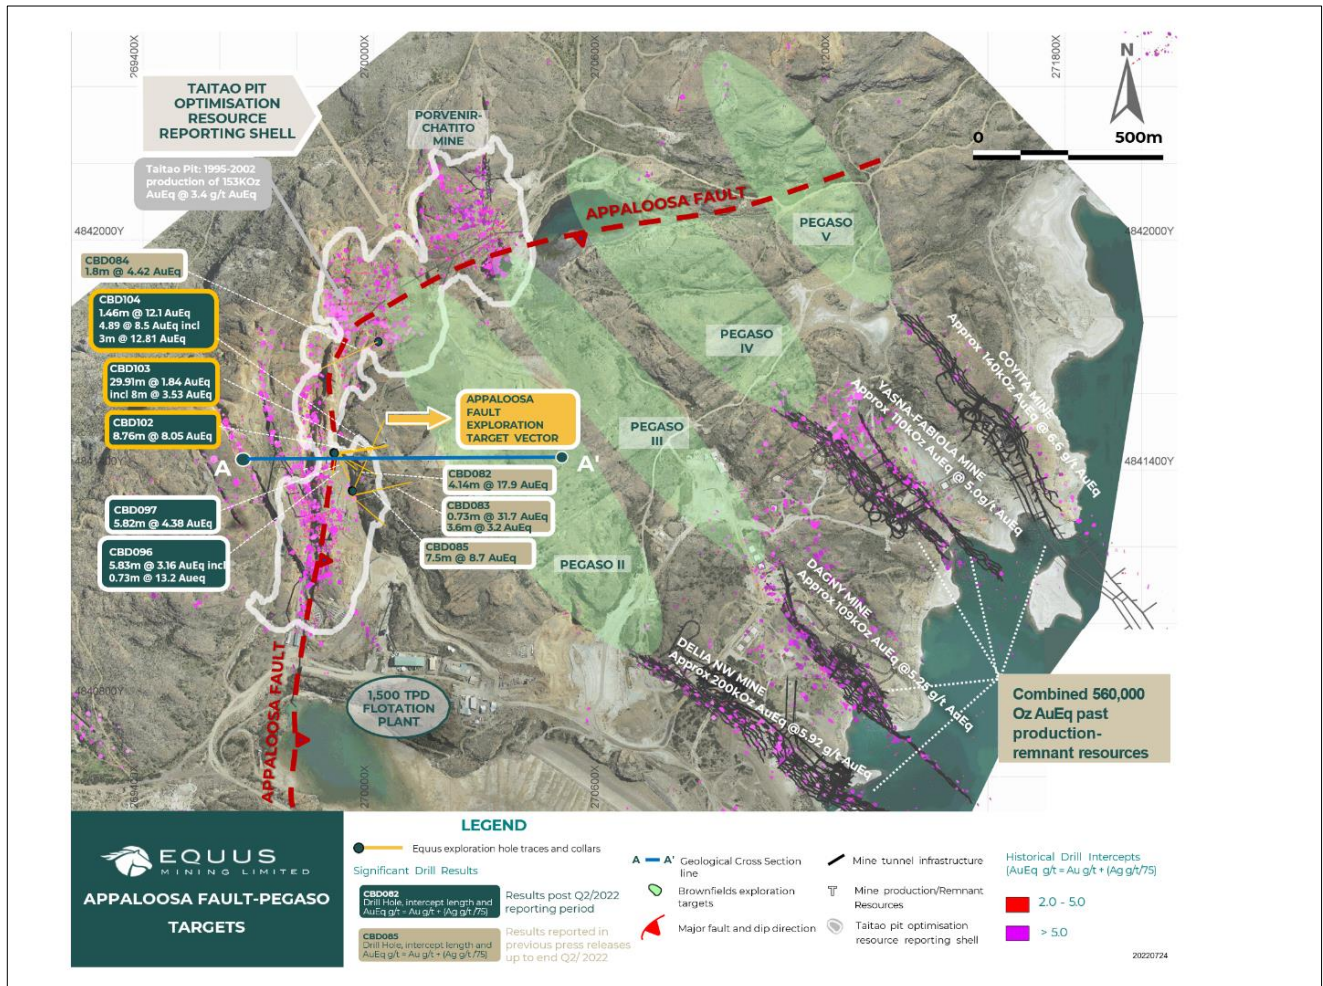 269400X
270000X
270600X
271200X
271800X
N
0
500m
TAITAO PIT
OPTIMISATION
RESOURCE
REPORTING SHELL
PORVENIR-
CHATITO
MINE
Taitao Pit: 1995-2002
production of 153KOz
AuEq @ 3.4 g/t AuEq
APPALOOSA FAULT
4842000Y
4842000Y
PEGASO
V
CBD084
1.8m @ 4.42 AuEq
CBD104
1.46m @ 12.1 AuEq
4.89 @ 8.5 AuEq incl
3m @ 12.81 AuEq
PEGASO
IV
CBD103
29.91m @ 1.84 AuEq
incl 8m @ 3.53 AuEq
CBD102
8.76m @ 8.05 AuEq
APPALOOSA
FAULT
EXPLORATION
TARGET VECTOR
PEGASO
III
COYITA MINE
Approx 140kOz AuEq @ 6.6 g/t AuEq
YASNA-FABIOLA MINE
Approx 110kOz AuEq @ 5.0g/t AuEq
4841400Y
4841400Y
A
A'
CBD082
4.14m @ 17.9 AuEq
CBD097
5.82m @ 4.38 AuEq
CBD083
0.73m @ 31.7 AuEq
3.6m @ 3.2 AuEq
CBD096
5.83m @ 3.16 AuEq incl
0.73m @ 13.2 Aueq
CBD085
7.5m @ 8.7 AuEq
PEGASO II
DAGNY MINE
Approx 109kOz AuEq @5.25 g/t AuEq
DELIA NW MINE
Approx 200kOz AuEq @5.92 g/t AuEq
4840800Y
APPALOOSA FAULT
1,500 TPD
FLOTATION
PLANT
Combined 560,000
Oz AuEq past
production-
remnant resources
269400X
270000X
270600X
EQUUS
MINING LIMITED
APPALOOSA FAULT-PEGASO
TARGETS
LEGEND
Equus exploration hole traces and collars
Significant Drill Results
CBD082
Drill Hole, intercept length and
AuEq g/t = Au g/t + (Ag g/t /75)
Results post Q2/2022
reporting period
CBD085
Drill Hole, intercept length and
AuEq g/t = Au g/t + (Ag g/t /75)
Results reported in
previous press releases
up to end Q2/ 2022
A A' Geological Cross Section
line
Brownfields exploration
targets
Major fault and dip direction
Mine tunnel infrastructure
Mine production/Remnant
Resources
Taitao pit optimisation
resource reporting shell
Historical Drill Intercepts
(AuEq g/t = Au g/t + (Ag g/t/75)
2.0 - 5.0
> 5.0
20220724